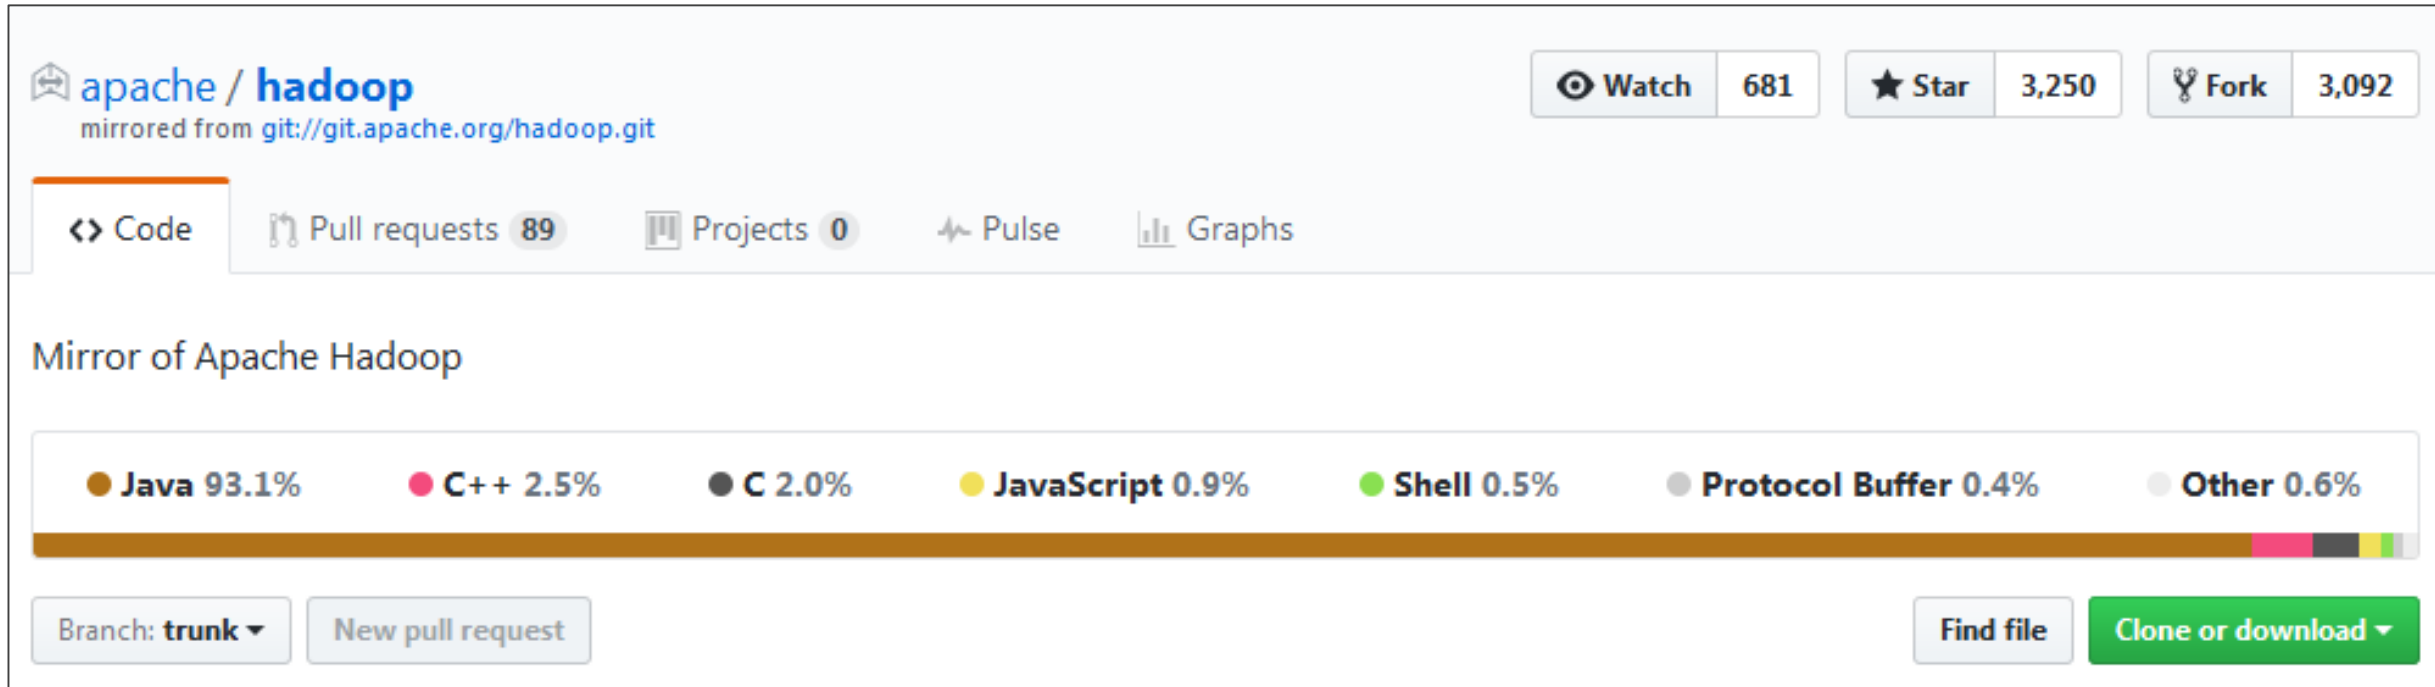 apache / hadoop
Watch 681 Star 3,250 Fork 3,092
mirrored from git://git.apache.org/hadoop.git
Code Pull requests 89 Projects 0 Pulse Graphs
Mirror of Apache Hadoop
Java 93.1% C++ 2.5% C 2.0% JavaScript 0.9% Shell 0.5% Protocol Buffer 0.4% Other 0.6%
Branch: trunk New pull request Find file Clone or download